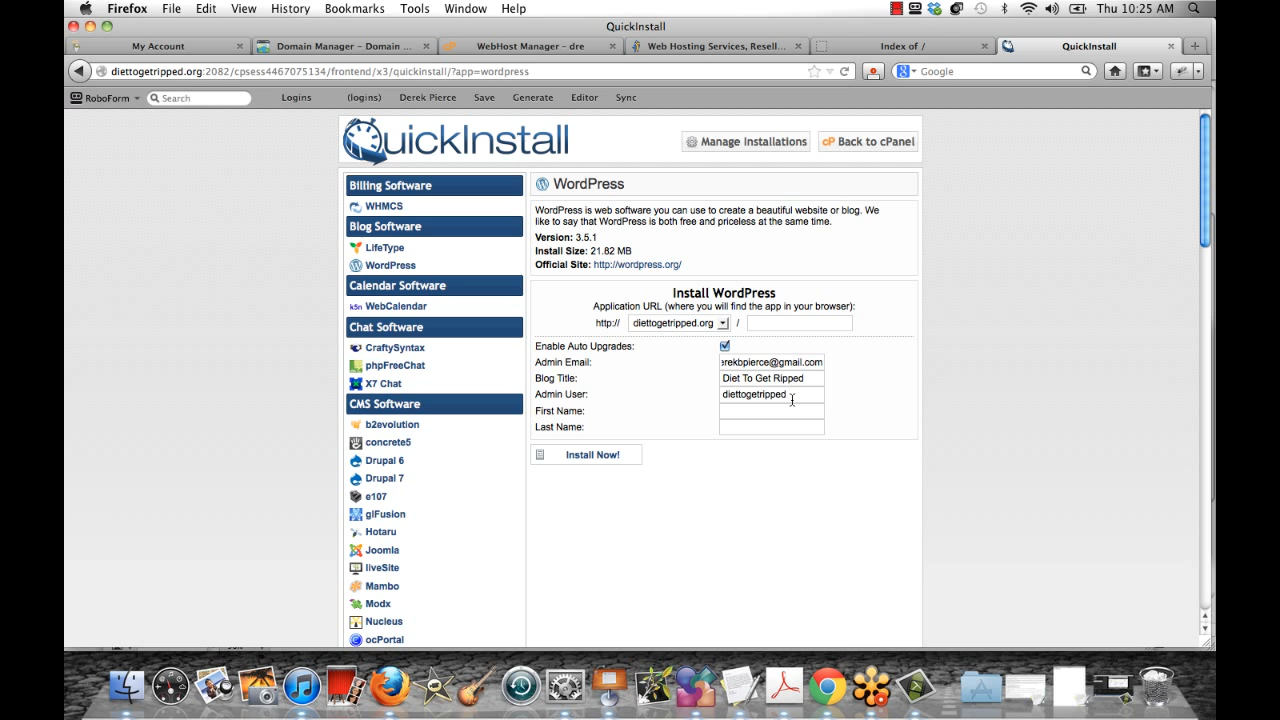 Firefox File Edit View History Bookmarks Tools Window Help Thu 10:25 AM
QuickInstall
My Account Domain Manager – Domain ... WebHost Manager – dre Web Hosting Services, Resell... Index of / QuickInstall
diettogetripped.org:2082/cpsess4467075134/frontend/x3/quickinstall/?app=wordpress Google
RoboForm Search Logins (logins) Derek Pierce Save Generate Editor Sync
QuickInstall Manage Installations cP Back to cPanel
Billing Software
WHMCS
Blog Software
LifeType
WordPress
Calendar Software
k5n WebCalendar
Chat Software
CraftySyntax
phpFreeChat
X7 Chat
CMS Software
b2evolution
concrete5
Drupal 6
Drupal 7
e107
glFusion
Hotaru
Joomla
liveSite
Mambo
Modx
Nucleus
ocPortal
WordPress
WordPress is web software you can use to create a beautiful website or blog. We
like to say that WordPress is both free and priceless at the same time.
Version: 3.5.1
Install Size: 21.82 MB
Official Site: http://wordpress.org/
Install WordPress
Application URL (where you will find the app in your browser):
http:// diettogetripped.org /
Enable Auto Upgrades:
Admin Email: erekbpierce@gmail.com
Blog Title: Diet To Get Ripped
Admin User: diettogetripped
First Name:
Last Name:
Install Now!